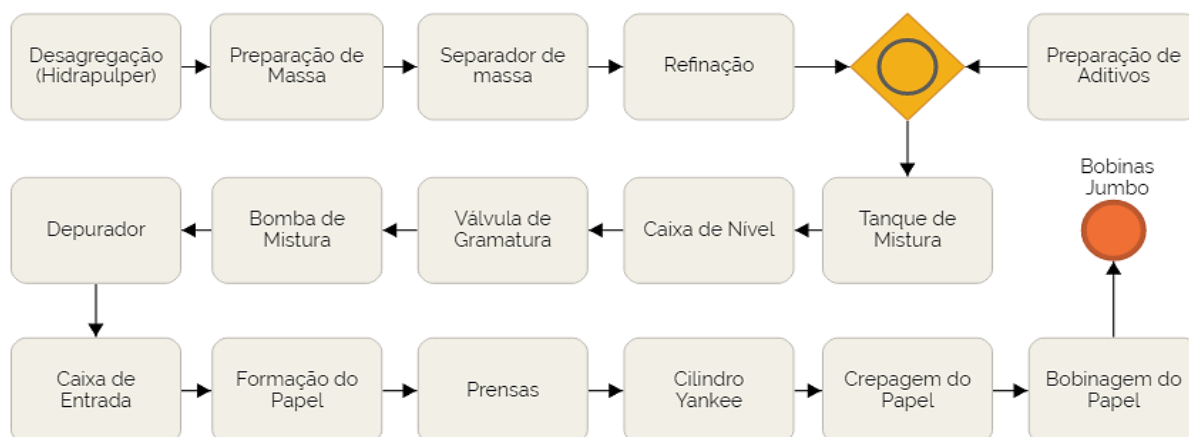 Desagregação
(Hidrapulper)
Preparação de
Massa
Separador de
massa
Refinação
Preparação de
Aditivos
Bobinas
Jumbo
Depurador
Bomba de
Mistura
Válvula de
Gramatura
Caixa de Nível
Tanque de
Mistura
Caixa de
Entrada
Formação do
Papel
Prensas
Cilindro
Yankee
Crepagem do
Papel
Bobinagem do
Papel